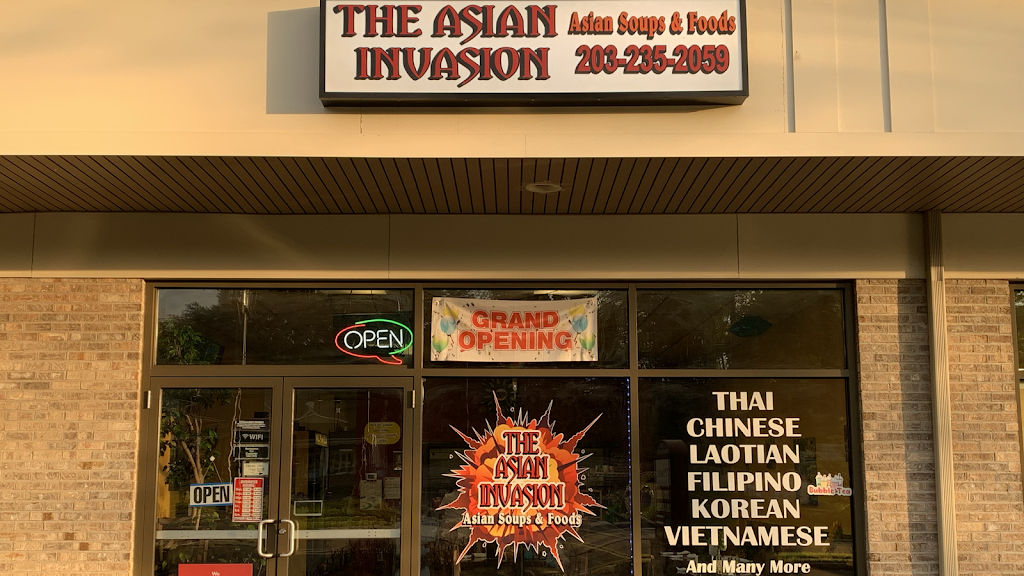 THE ASIAN
INVASION
Asian Soups & Foods
203-235-2059
OPEN
GRAND
OPENING
THE
ASIAN
INVASION
Asian Soups & Foods
THAI
CHINESE
LAOTIAN
FILIPINO
KOREAN
VIETNAMESE
And Many More
Bubble Tea
WiFi
OPEN
We